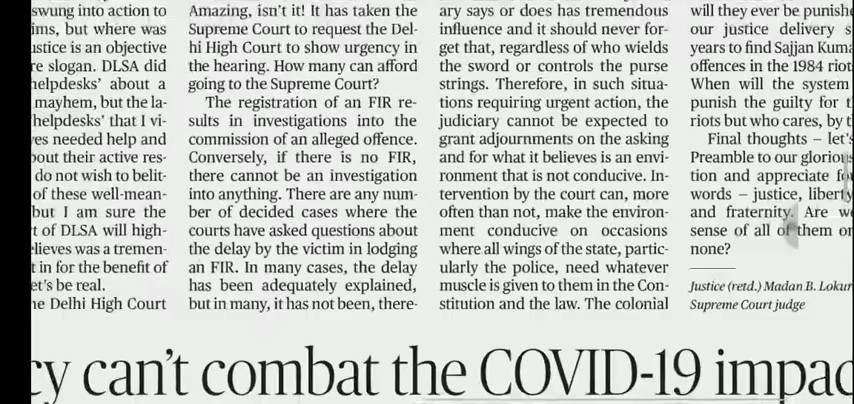 swung into action to
ims, but where was
ustice is an objective
re slogan. DLSA did
helpdesks' about a
mayhem, but the la-
helpdesks' that I vi-
es needed help and
bout their active res-
do not wish to belit-
of these well-mean-
but I am sure the
t of DLSA will high-
lieves was a tremen-
t in for the benefit of
et's be real.
he Delhi High Court
Amazing, isn't it! It has taken the
Supreme Court to request the Del-
hi High Court to show urgency in
the hearing. How many can afford
going to the Supreme Court?
The registration of an FIR re-
sults in investigations into the
commission of an alleged offence.
Conversely, if there is no FIR,
there cannot be an investigation
into anything. There are any num-
ber of decided cases where the
courts have asked questions about
the delay by the victim in lodging
an FIR. In many cases, the delay
has been adequately explained,
but in many, it has not been, there-
ary says or does has tremendous
influence and it should never for-
get that, regardless of who wields
the sword or controls the purse
strings. Therefore, in such situa-
tions requiring urgent action, the
judiciary cannot be expected to
grant adjournments on the asking
and for what it believes is an envi-
ronment that is not conducive. In-
tervention by the court can, more
often than not, make the environ-
ment conducive on occasions
where all wings of the state, partic-
ularly the police, need whatever
muscle is given to them in the Con-
stitution and the law. The colonial
will they ever be punishe
our justice delivery s
years to find Sajjan Kuma
offences in the 1984 riot
When will the system
punish the guilty for t
riots but who cares, by t
Final thoughts – let's
Preamble to our glorious
tion and appreciate fo
words – justice, liberty
and fraternity. Are we
sense of all of them or
none?
Justice (retd.) Madan B. Lokur
Supreme Court judge
cy can't combat the COVID-19 impac